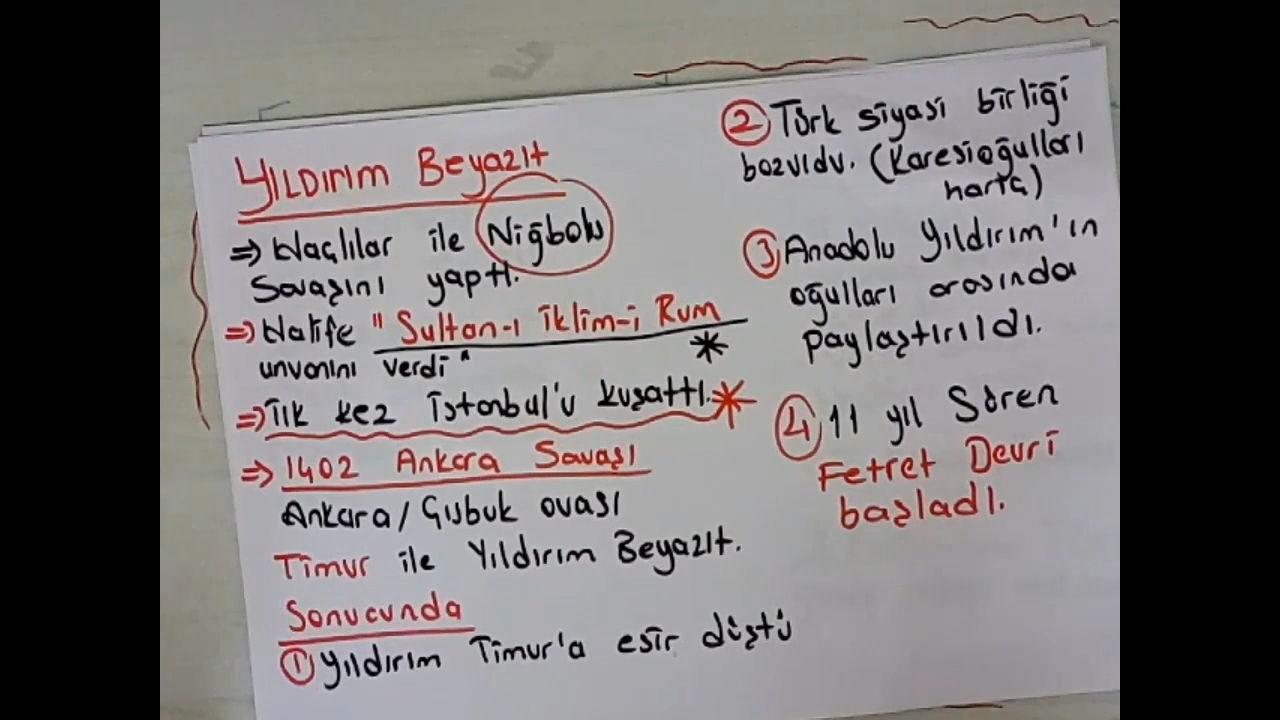 YILDIRIM Beyazıt
⇒ Haçlılar ile Niğbolu
Savaşını yaptı.
⇒ Halife "Sultan-ı İklim-i Rum
unvanını verdi"
⇒ İlk kez İstanbul'u kuşattı.
⇒ 1402 Ankara Savaşı
Ankara/Çubuk ovası
Timur ile Yıldırım Beyazıt.
Sonucunda
① Yıldırım Timur'a esir düştü
② Türk siyasi birliği
bozuldu. (Karesioğulları
hariç)
③ Anadolu Yıldırım'ın
oğulları arasında
paylaştırıldı.
④ 11 yıl Süren
Fetret Devri
başladı.